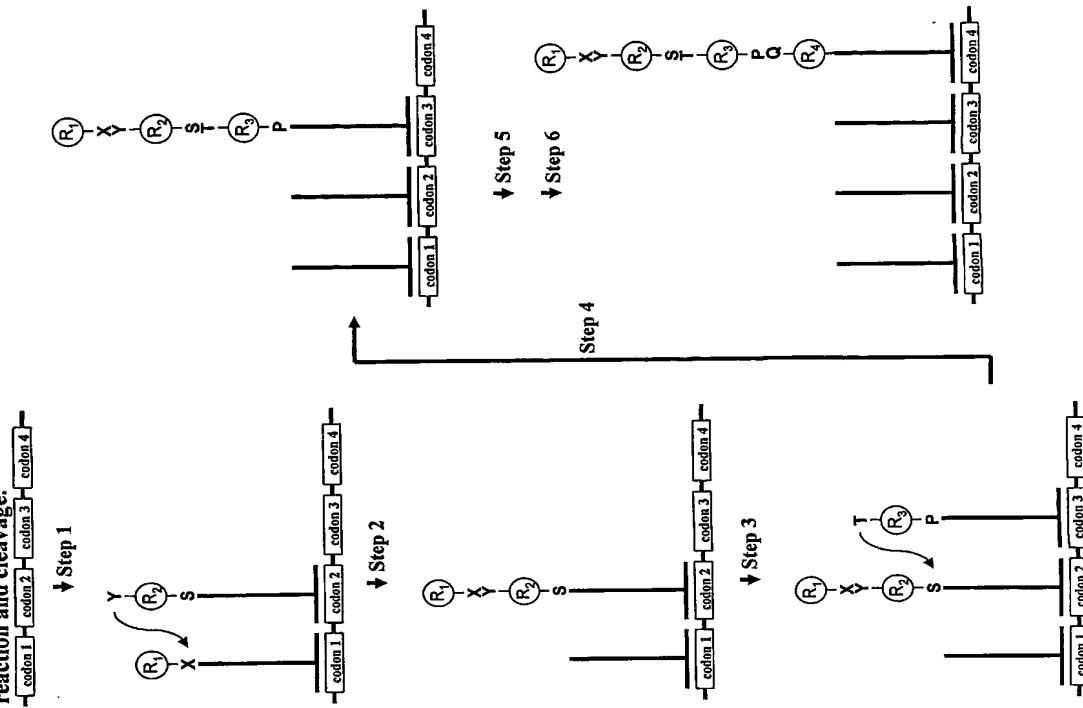 reaction and cleavage.
codon 1 codon 2 codon 3 codon 4
Step 1
Y
R1 R2
X S
codon 1 codon 2 codon 3 codon 4
Step 2
R1
X
Y
R2
S
codon 1 codon 2 codon 3 codon 4
Step 3
R1
X
Y
R2
S
T
R3
P
codon 1 codon 2 codon 3 codon 4
Step 4
R1
X
Y
R2
S
T
R3
P
codon 1 codon 2 codon 3 codon 4
Step 5
Step 6
R1
X
Y
R2
S
T
R3
P
Q
R4
codon 1 codon 2 codon 3 codon 4